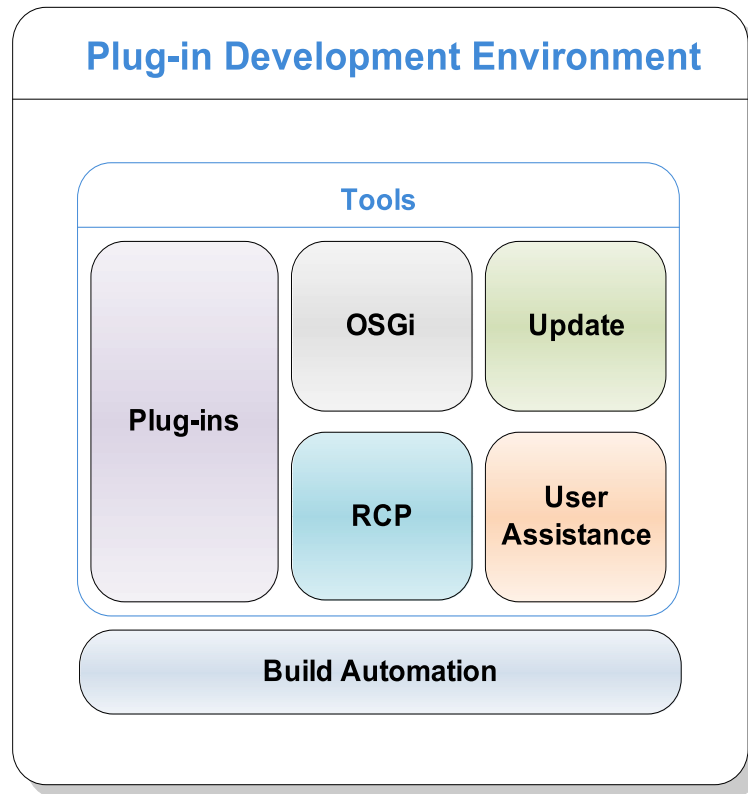 Plug-in Development Environment
Tools
Plug-ins
OSGi
Update
RCP
User
Assistance
Build Automation